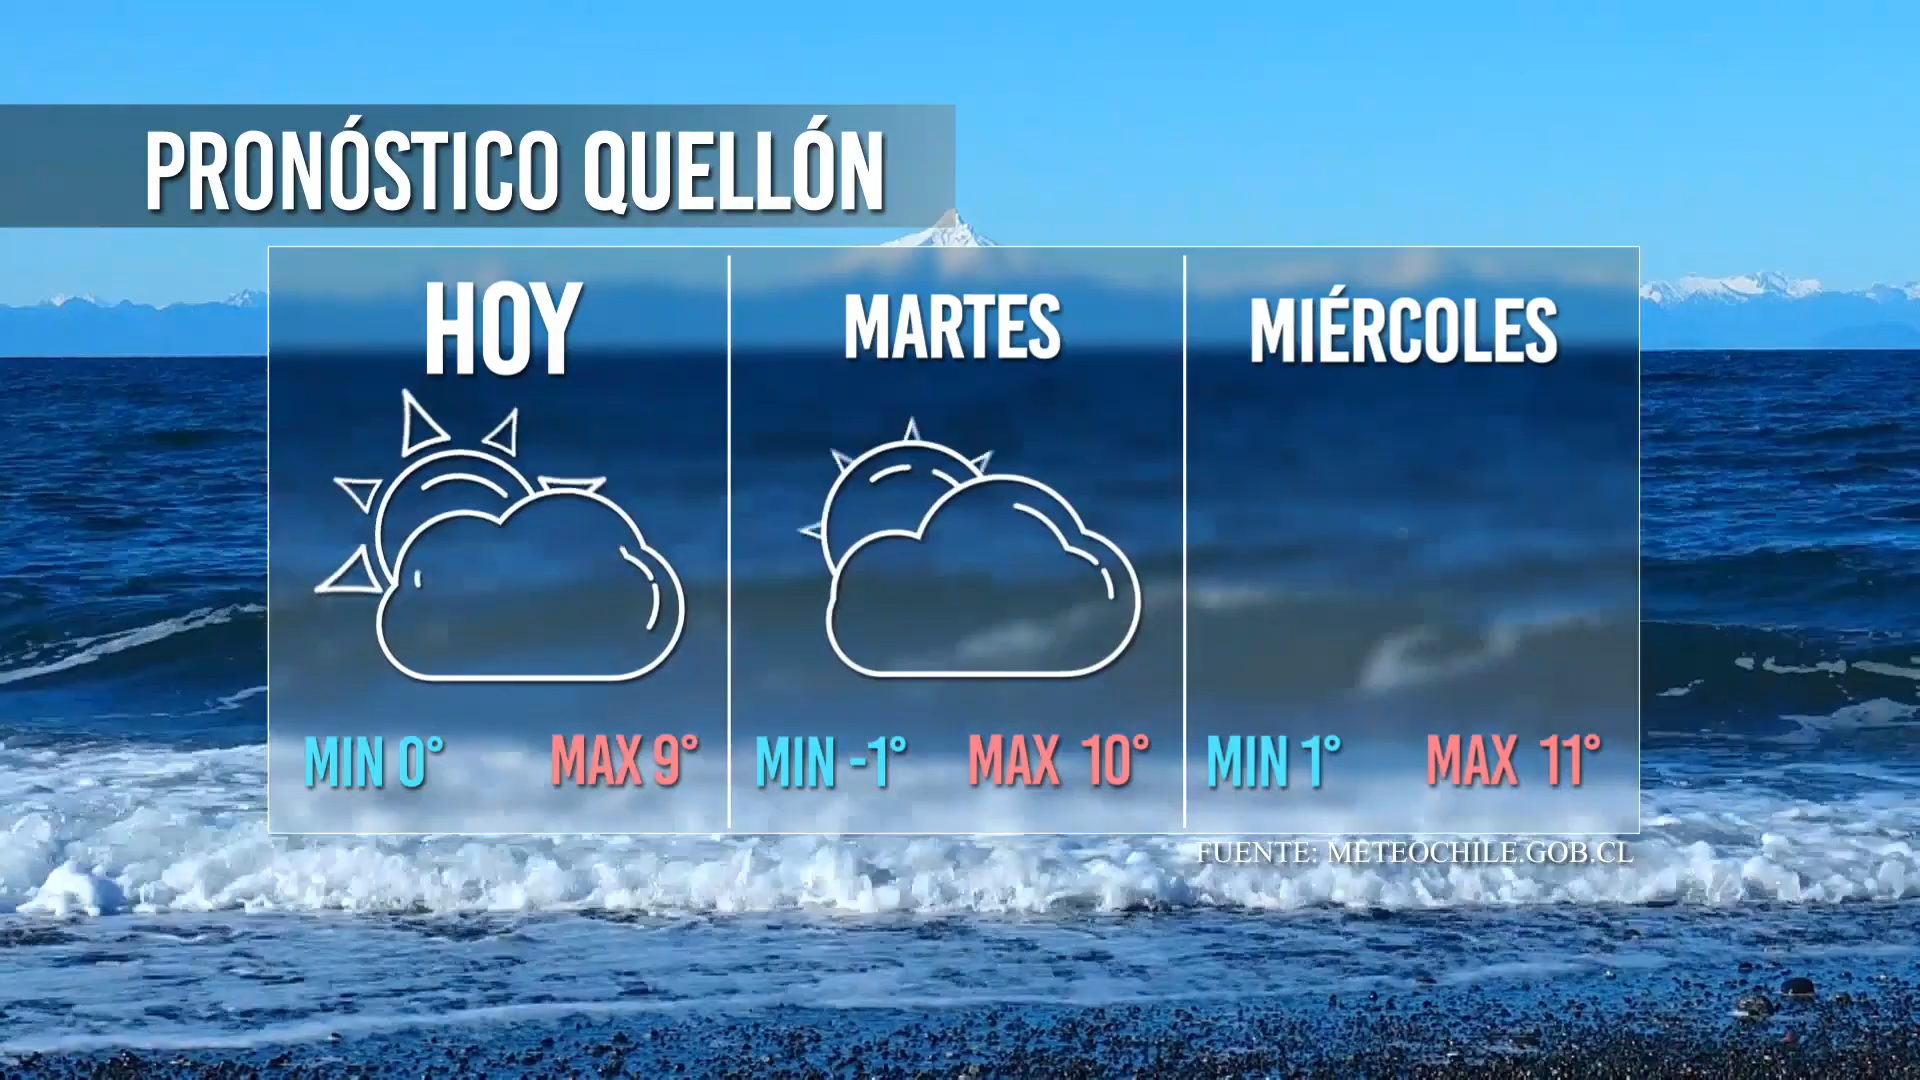 PRONÓSTICO QUELLÓN
HOY
MIN 0° MAX 9°
MARTES
MIN -1° MAX 10°
MIÉRCOLES
MIN 1° MAX 11°
FUENTE: METEOCHILE.GOB.CL